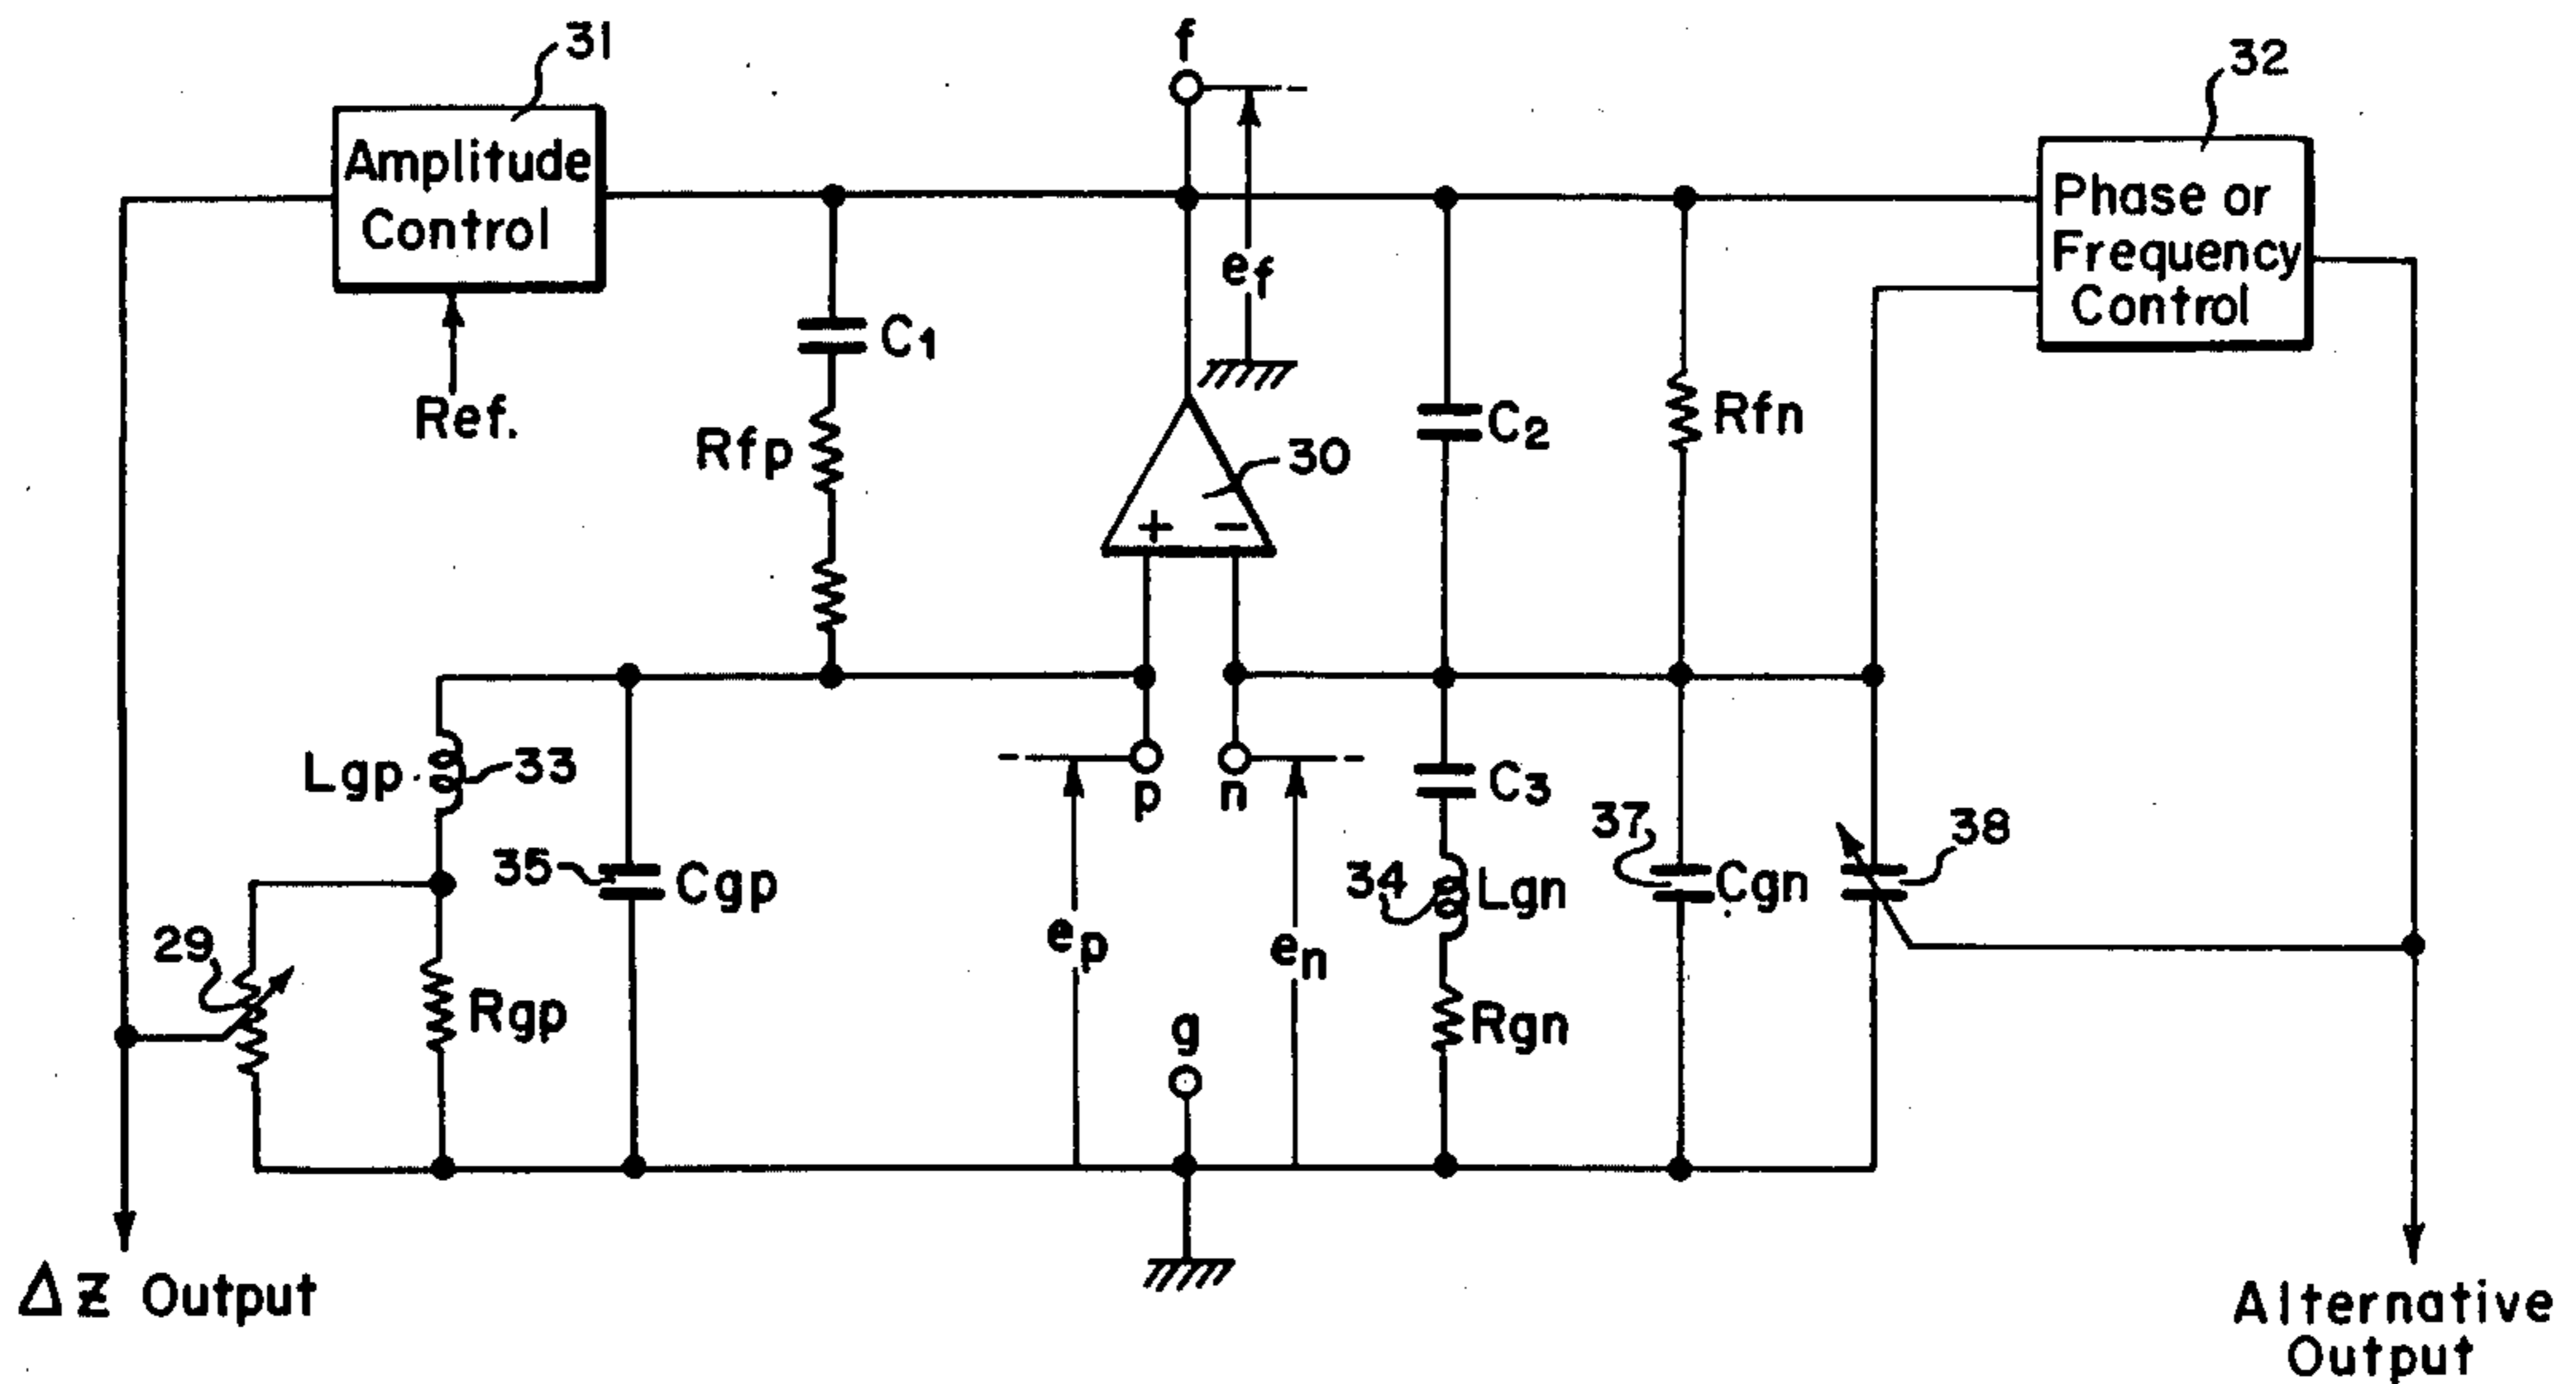 31
f
32
Amplitude
Control
Phase or
Frequency
Control
ef
C1
Ref.
Rfp
C2
Rfn
30
+ -
Lgp
33
p
n
C3
37
38
35
Cgp
34
Lgn
Cgn
29
ep
en
Rgp
g
Rgn
ΔZ Output
Alternative
Output